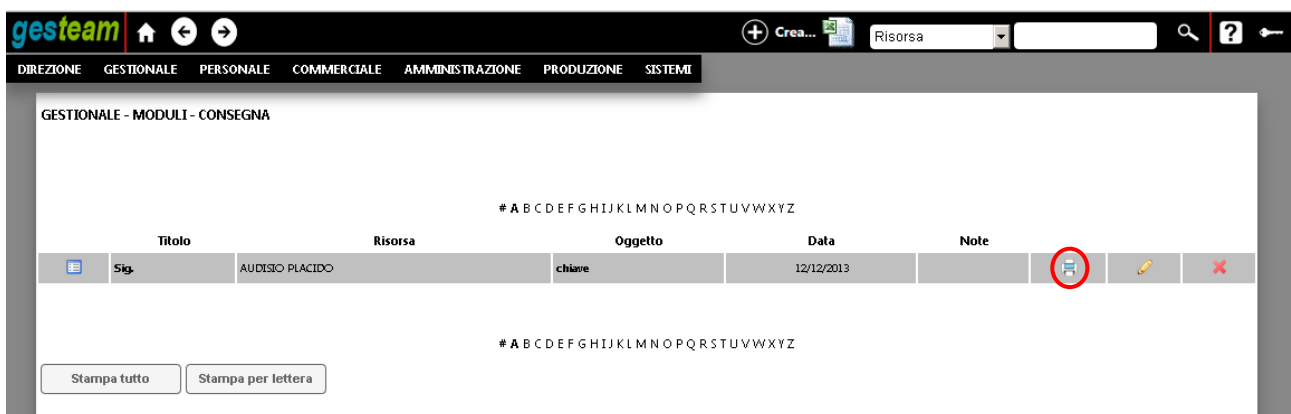 gesteam Crea... Risorsa ?
DIREZIONE GESTIONALE PERSONALE COMMERCIALE AMMINISTRAZIONE PRODUZIONE SISTEMI
GESTIONALE - MODULI - CONSEGNA
# A B C D E F G H I J K L M N O P Q R S T U V W X Y Z
Titolo Risorsa Oggetto Data Note
Sig. AUDISIO PLACIDO chiave 12/12/2013
# A B C D E F G H I J K L M N O P Q R S T U V W X Y Z
Stampa tutto Stampa per lettera